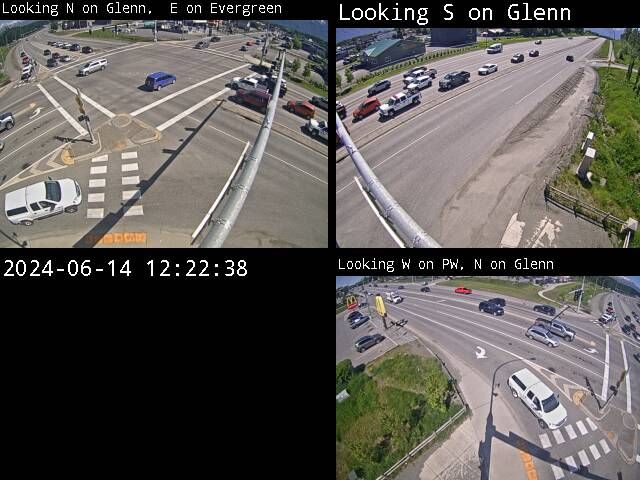 Looking N on Glenn, E on Evergreen
Looking S on Glenn
2024-06-14 12:22:38
Looking W on PW, N on Glenn